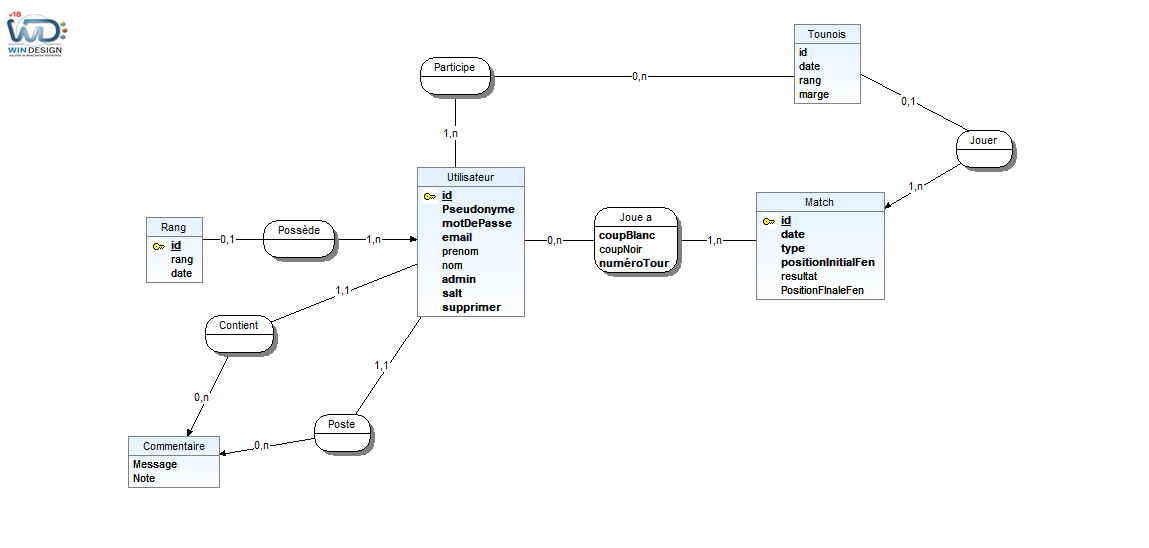 v18
WD
WINDESIGN
Tounois
id
date
rang
marge
Participe
0,n
0,1
Jouer
1,n
1,n
Utilisateur
id
Pseudonyme
motDePasse
email
prenom
nom
admin
salt
supprimer
Match
id
date
type
positionInitialFen
resultat
PositionFInaleFen
Joue a
coupBlanc
coupNoir
numéroTour
0,n
1,n
Rang
id
rang
date
0,1
Possède
1,n
1,1
Contient
0,n
1,1
Poste
0,n
Commentaire
Message
Note